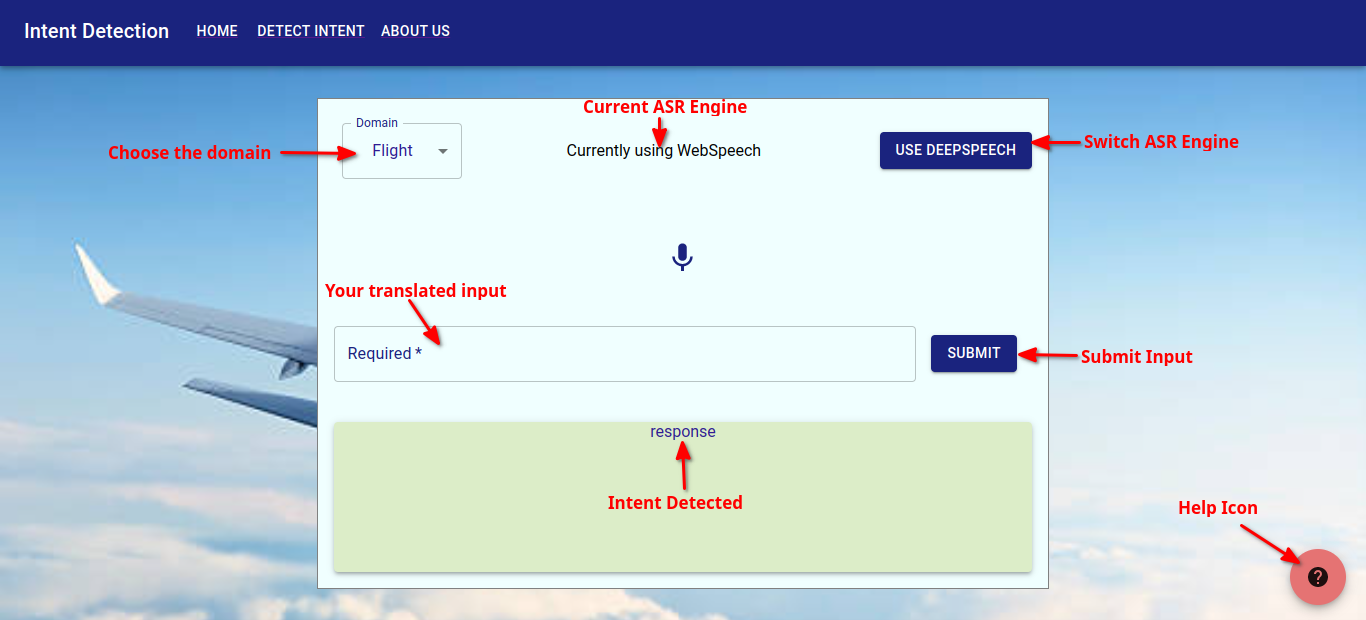 Intent Detection HOME DETECT INTENT ABOUT US
Current ASR Engine
Domain
Choose the domain
Flight
Currently using WebSpeech
USE DEEPSPEECH
Switch ASR Engine
Your translated input
Required *
SUBMIT
Submit Input
response
Intent Detected
Help Icon
?